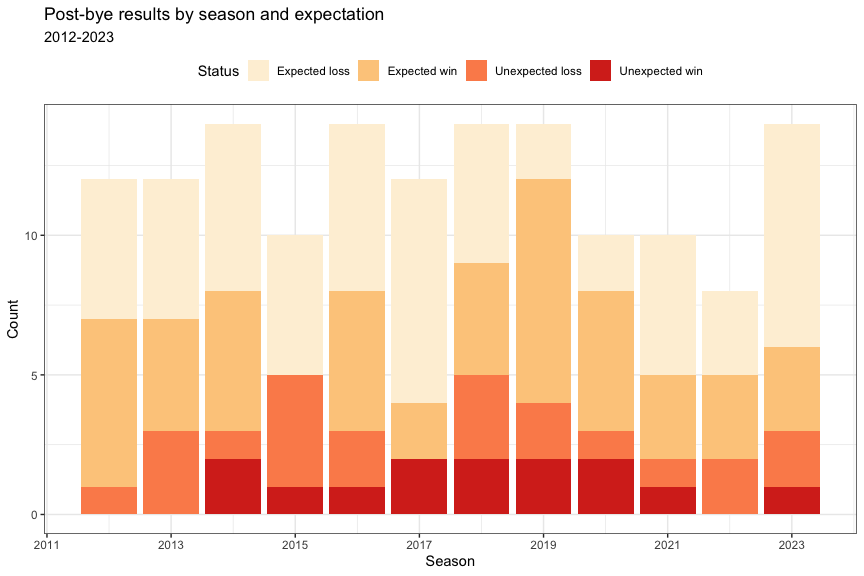 Post-bye results by season and expectation
2012-2023
Status Expected loss Expected win Unexpected loss Unexpected win
Count
10
5
0
2011 2013 2015 2017 2019 2021 2023
Season